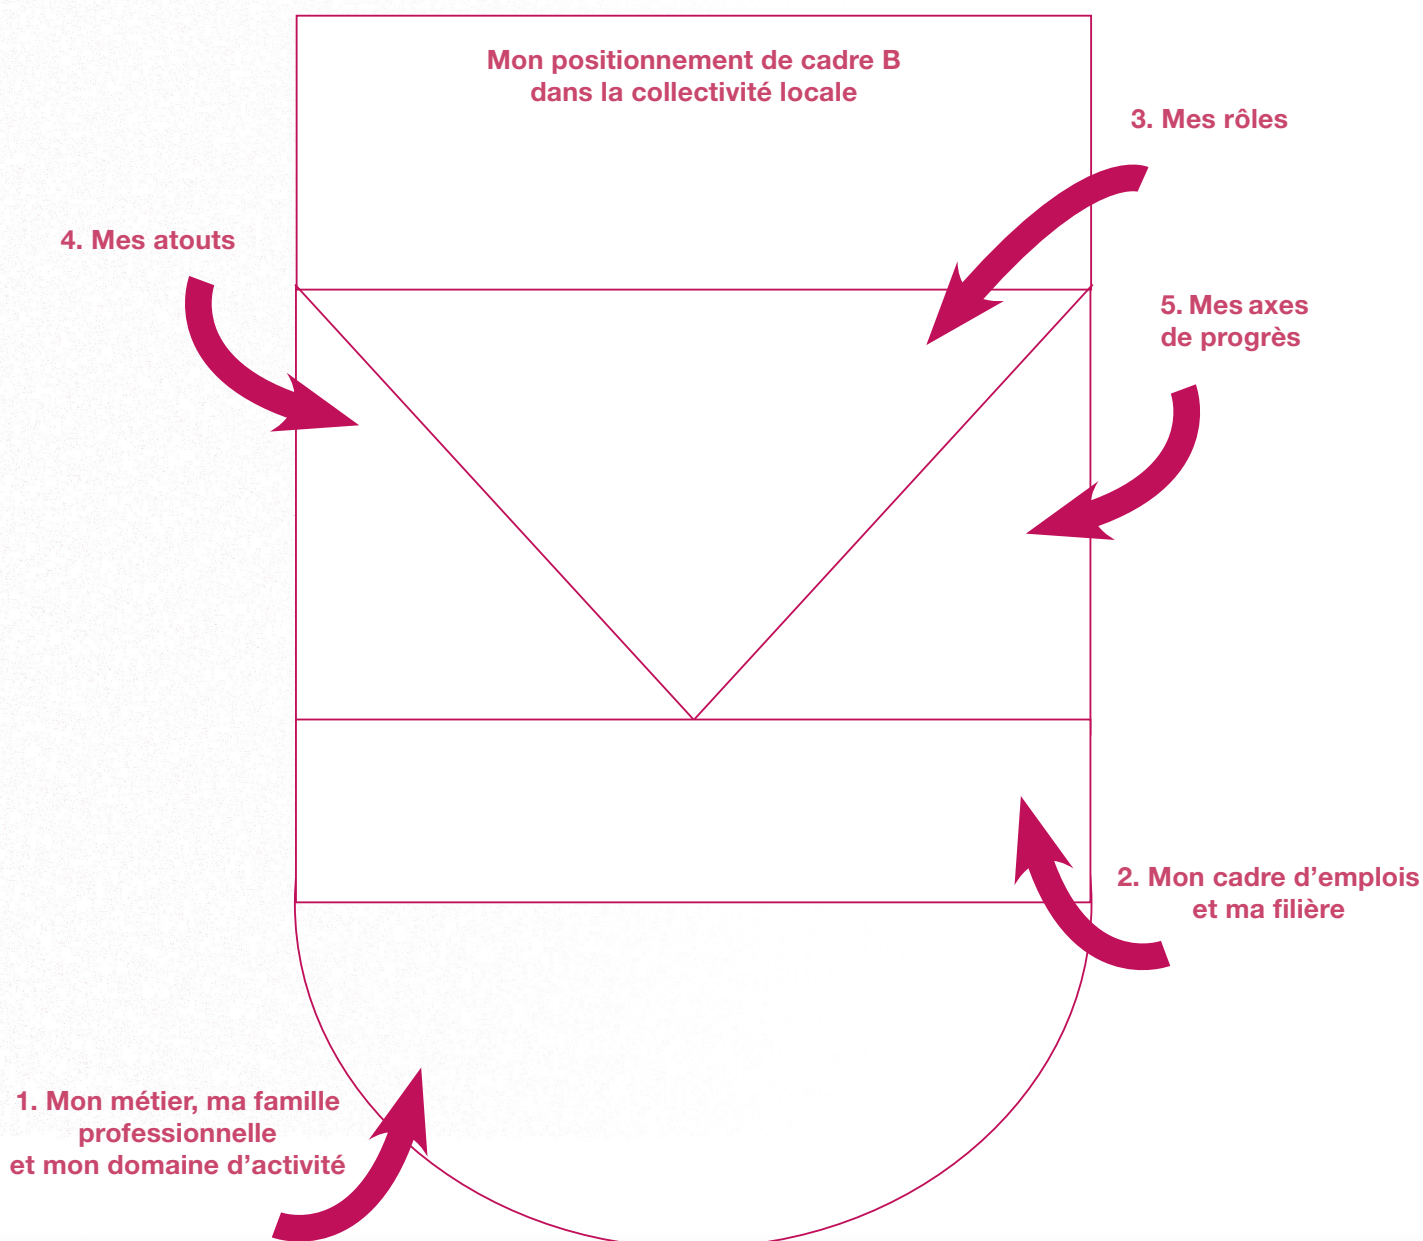 Mon positionnement de cadre B
dans la collectivité locale
3. Mes rôles
4. Mes atouts
5. Mes axes
de progrès
2. Mon cadre d’emplois
et ma filière
1. Mon métier, ma famille
professionnelle
et mon domaine d’activité